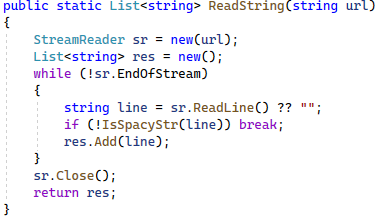 public static List<string> ReadString(string url)
{
    StreamReader sr = new(url);
    List<string> res = new();
    while (!sr.EndOfStream)
    {
        string line = sr.ReadLine() ?? "";
        if (!IsSpacyStr(line)) break;
        res.Add(line);
    }
    sr.Close();
    return res;
}